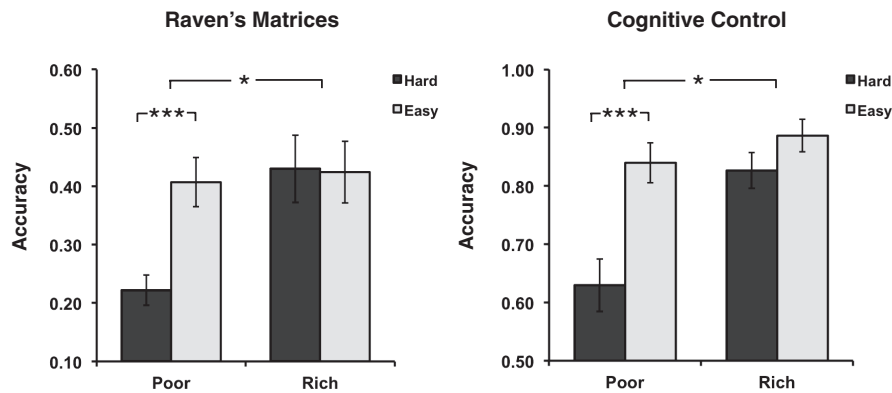 Raven's Matrices
0.60
0.50
0.40
0.30
0.20
0.10
Accuracy
*
***
Hard
Easy
Poor
Rich
Cognitive Control
1.00
0.90
0.80
0.70
0.60
0.50
Accuracy
*
***
Hard
Easy
Poor
Rich